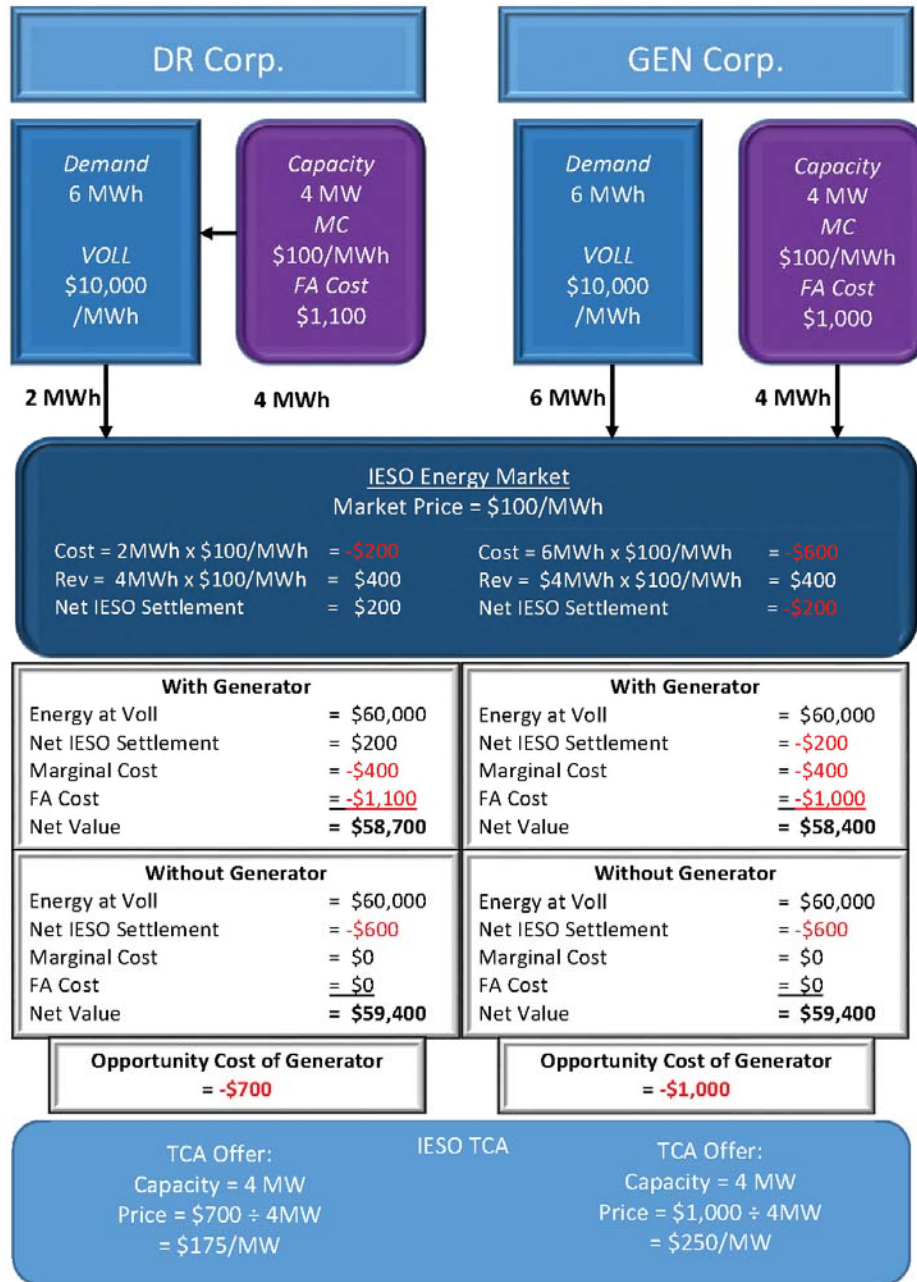 DR Corp.
GEN Corp.
Demand
6 MWh
VOLL
$10,000
/MWh
Capacity
4 MW
MC
$100/MWh
FA Cost
$1,100
Demand
6 MWh
VOLL
$10,000
/MWh
Capacity
4 MW
MC
$100/MWh
FA Cost
$1,000
2 MWh
4 MWh
6 MWh
4 MWh
IESO Energy Market
Market Price = $100/MWh
Cost = 2MWh x $100/MWh = -$200
Rev = 4MWh x $100/MWh = $400
Net IESO Settlement = $200
Cost = 6MWh x $100/MWh = -$600
Rev = $4MWh x $100/MWh = $400
Net IESO Settlement = -$200
With Generator
Energy at Voll = $60,000
Net IESO Settlement = $200
Marginal Cost = -$400
FA Cost = -$1,100
Net Value = $58,700
With Generator
Energy at Voll = $60,000
Net IESO Settlement = -$200
Marginal Cost = -$400
FA Cost = -$1,000
Net Value = $58,400
Without Generator
Energy at Voll = $60,000
Net IESO Settlement = -$600
Marginal Cost = $0
FA Cost = $0
Net Value = $59,400
Without Generator
Energy at Voll = $60,000
Net IESO Settlement = -$600
Marginal Cost = $0
FA Cost = $0
Net Value = $59,400
Opportunity Cost of Generator
= -$700
Opportunity Cost of Generator
= -$1,000
IESO TCA
TCA Offer:
Capacity = 4 MW
Price = $700 ÷ 4MW
= $175/MW
TCA Offer:
Capacity = 4 MW
Price = $1,000 ÷ 4MW
= $250/MW